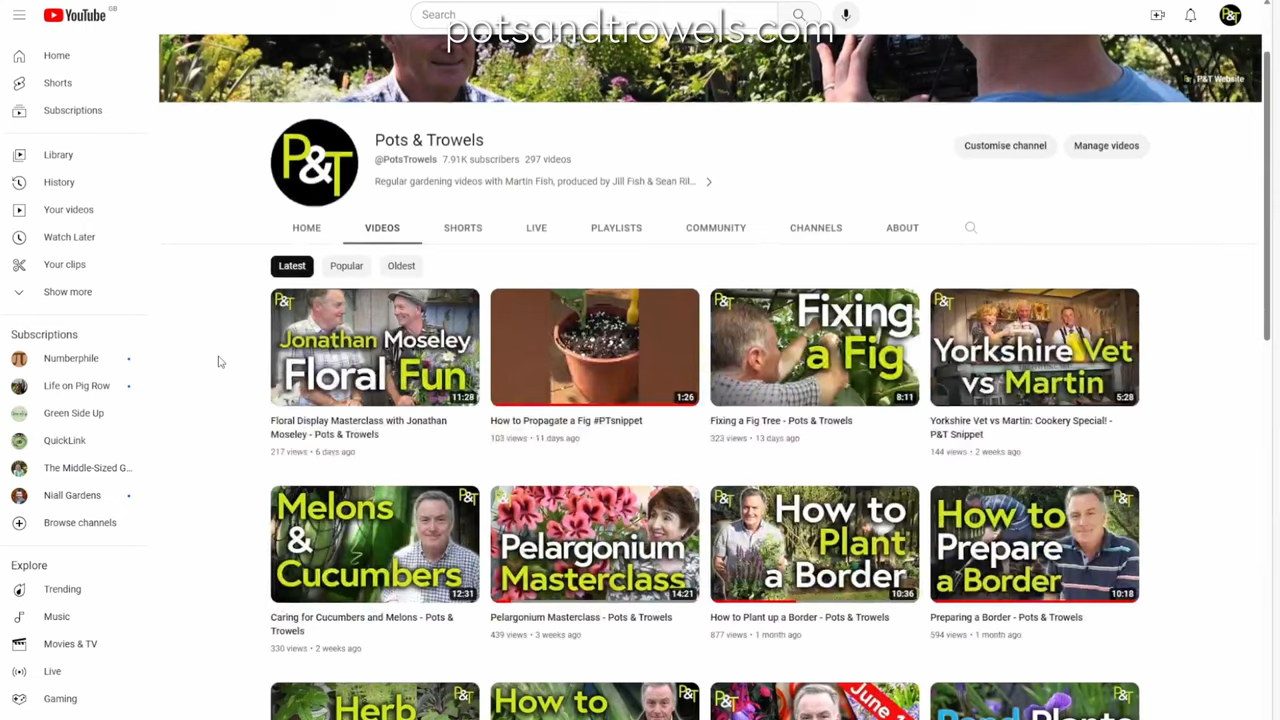 YouTube GB
Search
potsandtrowels.com
Home
Shorts
Subscriptions
Library
History
Your videos
Watch Later
Your clips
Show more
Subscriptions
Numberphile
Life on Pig Row
Green Side Up
QuickLink
The Middle-Sized G...
Niall Gardens
Browse channels
Explore
Trending
Music
Movies & TV
Live
Gaming
P&T
P&T Website
P&T
Pots & Trowels
@PotsTrowels 7.91K subscribers 297 videos
Regular gardening videos with Martin Fish, produced by Jill Fish & Sean Ril...
Customise channel
Manage videos
HOME
VIDEOS
SHORTS
LIVE
PLAYLISTS
COMMUNITY
CHANNELS
ABOUT
Latest
Popular
Oldest
P&T
Jonathan Moseley
Floral Fun
11:28
Floral Display Masterclass with Jonathan
Moseley - Pots & Trowels
217 views • 6 days ago
1:26
How to Propagate a Fig #PTsnippet
103 views • 11 days ago
P&T
Fixing
a Fig
8:11
Fixing a Fig Tree - Pots & Trowels
323 views • 13 days ago
P&T
Yorkshire Vet
vs Martin
5:28
Yorkshire Vet vs Martin: Cookery Special! -
P&T Snippet
144 views • 2 weeks ago
P&T
Melons
&
Cucumbers
12:31
Caring for Cucumbers and Melons - Pots &
Trowels
330 views • 2 weeks ago
P&T
Pelargonium
Masterclass
14:21
Pelargonium Masterclass - Pots & Trowels
439 views • 3 weeks ago
P&T
How to
Plant
a Border
10:36
How to Plant up a Border - Pots & Trowels
877 views • 1 month ago
P&T
How to
Prepare
a Border
10:18
Preparing a Border - Pots & Trowels
594 views • 1 month ago
P&T
Herb
P&T
How to
P&T
June
P&T
Pond Plants